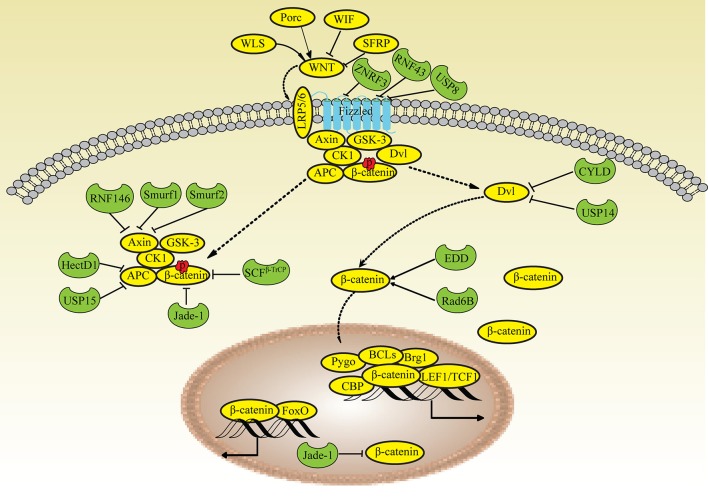 Porc
WIF
WLS
SFRP
WNT
ZNRF3
RNF43
USP8
LRP5/6
Fizzled
Axin
GSK-3
CK1
Dvl
APC
β
β-catenin
Dvl
CYLD
USP14
RNF146
Smurf1
Smurf2
Axin
GSK-3
CK1
HectD1
APC
β
β-catenin
SCFβ-TrCP
USP15
Jade-1
β-catenin
EDD
Rad6B
β-catenin
β-catenin
Pygo
BCLs
Brg1
CBP
β-catenin
LEF1/TCF1
β-catenin
FoxO
Jade-1
β-catenin